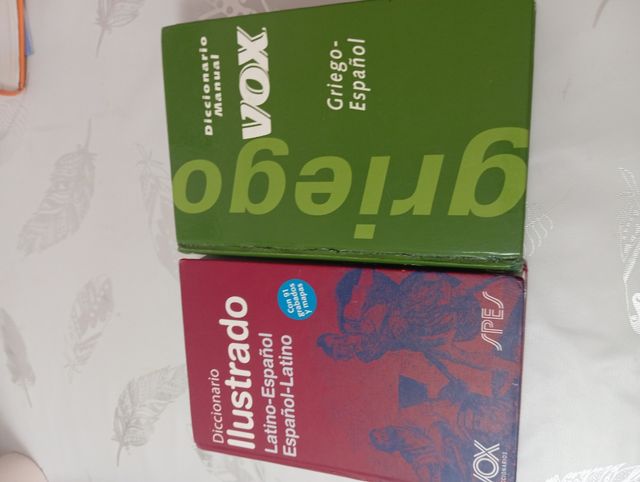 Diccionario
Manual
VOX
Griego-
Español
griego
Diccionario
Ilustrado
Latino-Español
Español-Latino
Con 91
grabados
y mapas
SPES
VOX